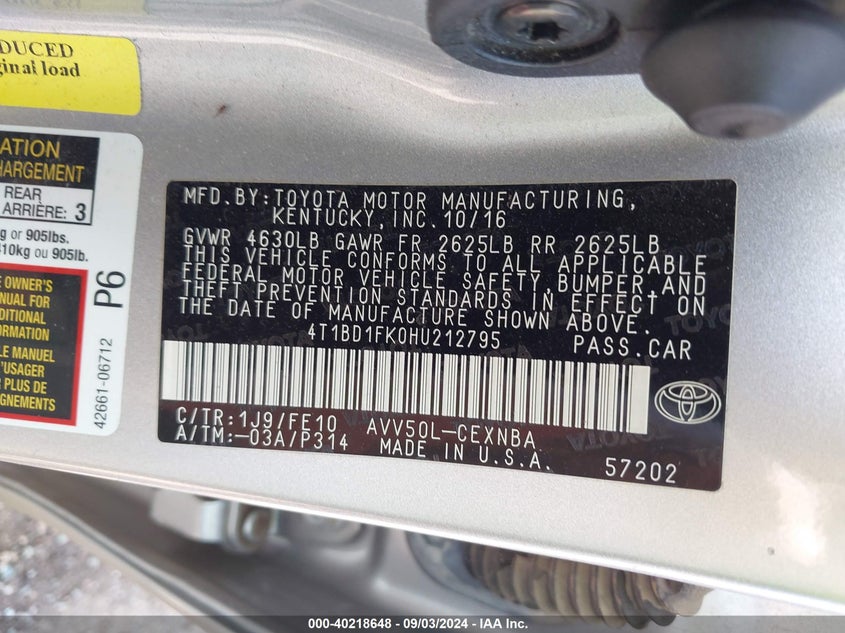 DUCED
ginal load
ATION
HARGEMENT
REAR
ARRIÈRE: 3
g or 905lbs.
410kg ou 905lb.
OWNER'S
NUAL FOR
DITIONAL
ORMATION
LE MANUEL
D'USAGER
R PLUS DE
IGNEMENTS
P6
42661-06712
MFD.BY:TOYOTA MOTOR MANUFACTURING,
KENTUCKY,INC.10/16
GVWR 4630LB GAWR FR 2625LB RR 2625LB
THIS VEHICLE CONFORMS TO ALL APPLICABLE
FEDERAL MOTOR VEHICLE SAFETY,BUMPER,AND
THEFT PREVENTION STANDARDS IN EFFECT ON
THE DATE OF MANUFACTURE SHOWN ABOVE.
4T1BD1FK0HU212795 PASS.CAR
C/TR:1J9/FE10 AVV50L-CEXNBA
A/TM:-03A/P314 MADE IN U.S.A.
57202
000-40218648 - 09/03/2024 - IAA Inc.